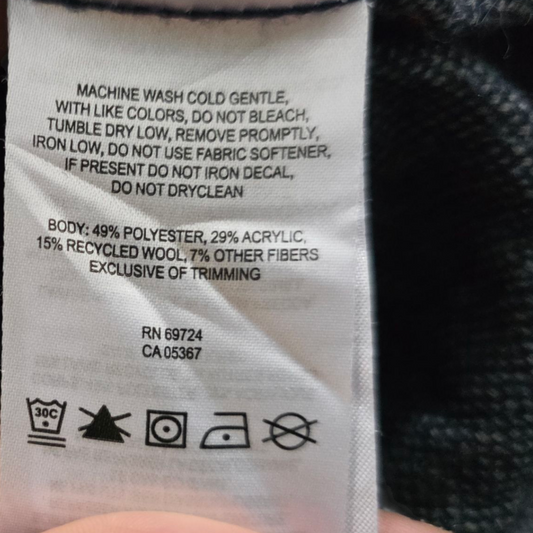 MACHINE WASH COLD GENTLE,
WITH LIKE COLORS, DO NOT BLEACH,
TUMBLE DRY LOW, REMOVE PROMPTLY,
IRON LOW, DO NOT USE FABRIC SOFTENER,
IF PRESENT DO NOT IRON DECAL,
DO NOT DRYCLEAN
BODY: 49% POLYESTER, 29% ACRYLIC,
15% RECYCLED WOOL, 7% OTHER FIBERS
EXCLUSIVE OF TRIMMING
RN 69724
CA 05367
30C